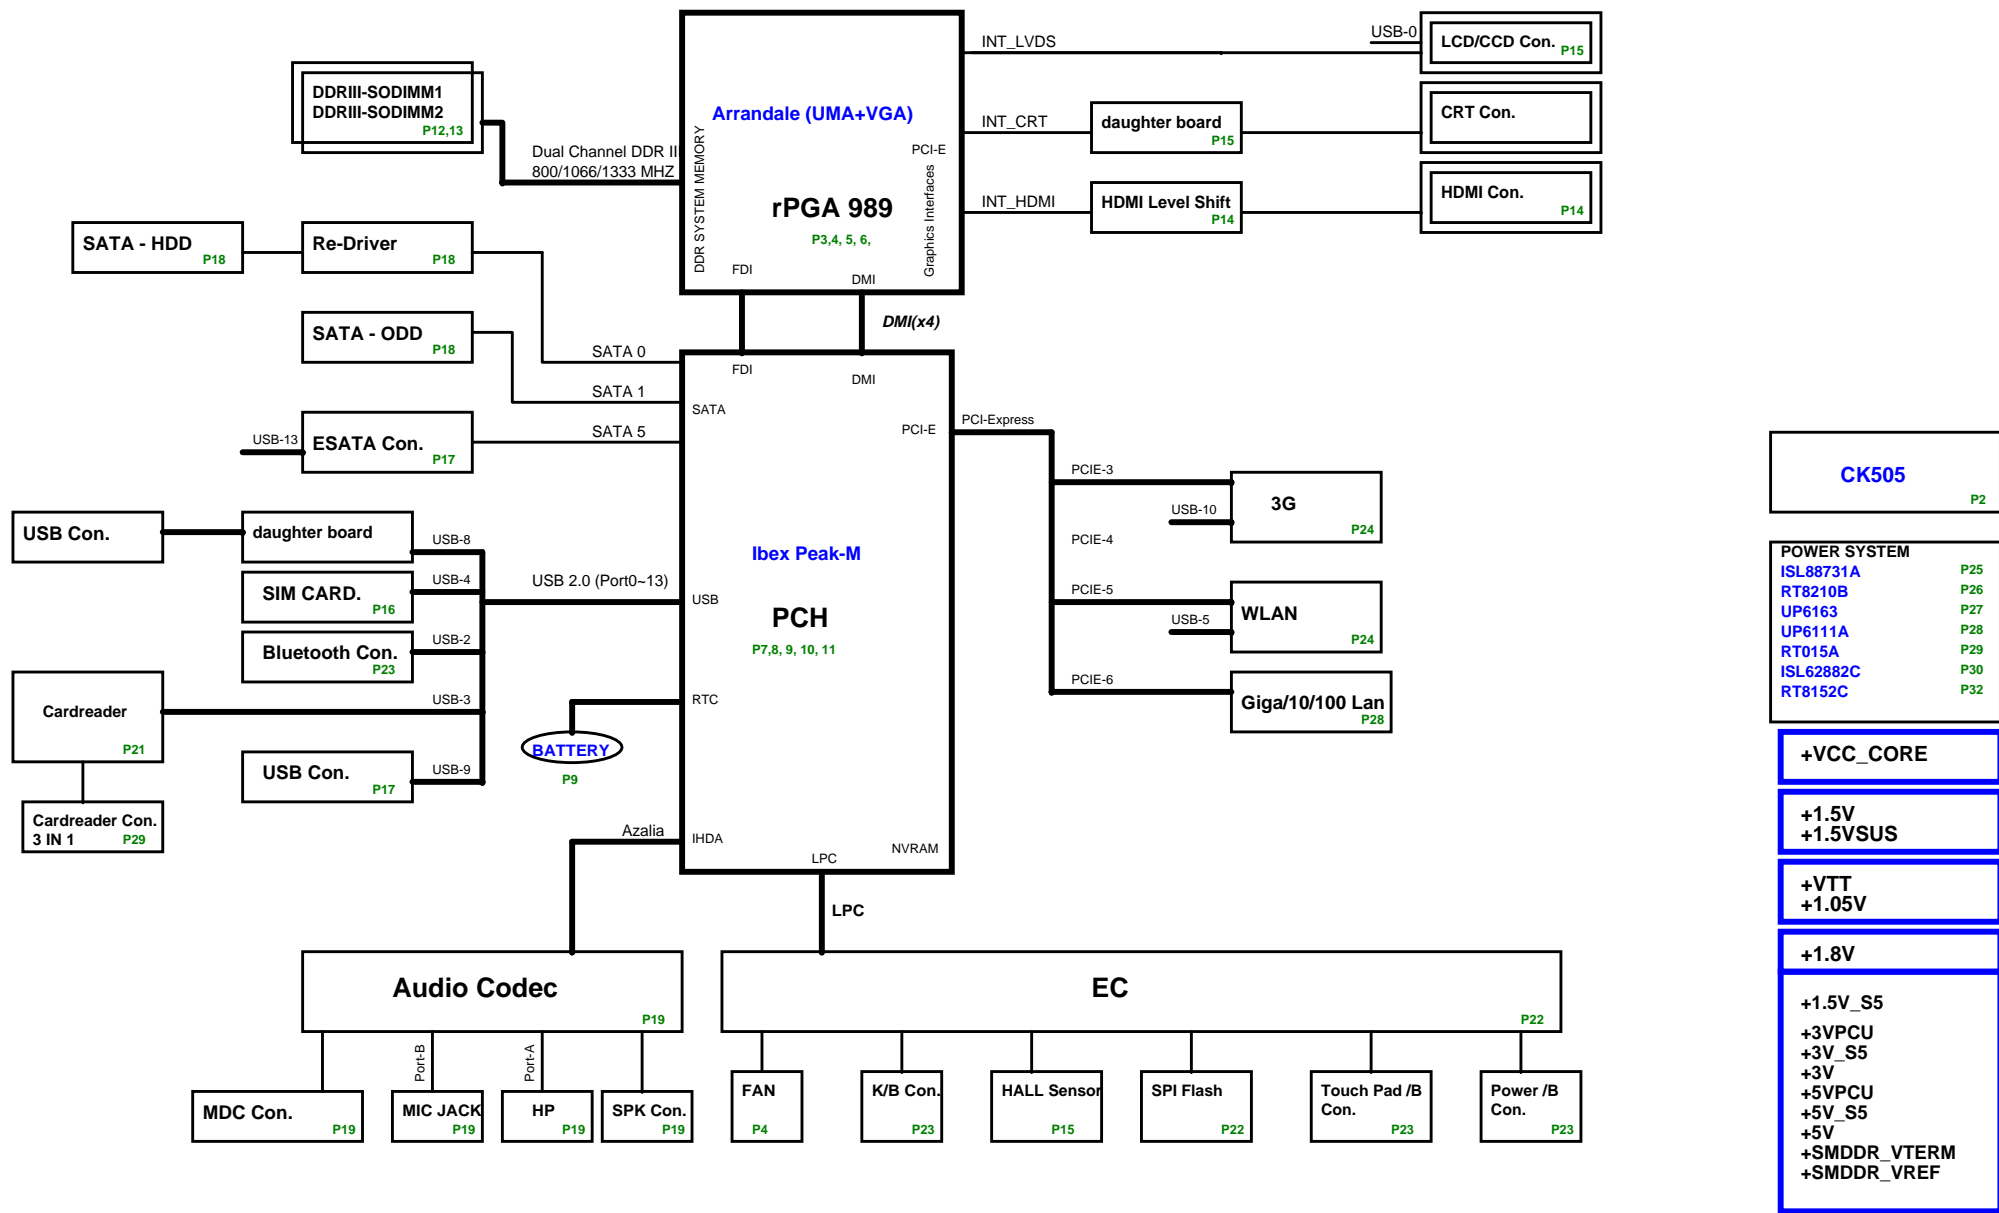 INT_LVDS
USB-0
LCD/CCD Con.
P15
DDRIII-SODIMM1
DDRIII-SODIMM2
P12,13
Arrandale (UMA+VGA)
INT_CRT
daughter board
P15
CRT Con.
Dual Channel DDR III
800/1066/1333 MHZ
DDR SYSTEM MEMORY
PCI-E
Graphics Interfaces
rPGA 989
P3,4, 5, 6,
INT_HDMI
HDMI Level Shift
P14
HDMI Con.
P14
SATA - HDD
P18
Re-Driver
P18
FDI
DMI
DMI(x4)
SATA - ODD
P18
SATA 0
FDI
DMI
SATA 1
SATA
USB-13
ESATA Con.
P17
SATA 5
PCI-E
PCI-Express
PCIE-3
3G
USB-10
P24
PCIE-4
CK505
P2
USB Con.
daughter board
USB-8
SIM CARD.
P16
USB-4
USB 2.0 (Port0~13)
USB
Ibex Peak-M
PCH
P7,8, 9, 10, 11
PCIE-5
WLAN
USB-5
P24
Bluetooth Con.
P23
USB-2
PCIE-6
Giga/10/100 Lan
P28
Cardreader
P21
USB-3
RTC
BATTERY
P9
USB Con.
P17
USB-9
Cardreader Con.
3 IN 1
P29
Azalia
IHDA
NVRAM
LPC
LPC
POWER SYSTEM
ISL88731A P25
RT8210B P26
UP6163 P27
UP6111A P28
RT015A P29
ISL62882C P30
RT8152C P32
+VCC_CORE
+1.5V
+1.5VSUS
+VTT
+1.05V
+1.8V
+1.5V_S5
+3VPCU
+3V_S5
+3V
+5VPCU
+5V_S5
+5V
+SMDDR_VTERM
+SMDDR_VREF
Audio Codec
P19
EC
P22
Port-B
Port-A
MDC Con.
P19
MIC JACK
P19
HP
P19
SPK Con.
P19
FAN
P4
K/B Con.
P23
HALL Sensor
P15
SPI Flash
P22
Touch Pad /B
Con.
P23
Power /B
Con.
P23